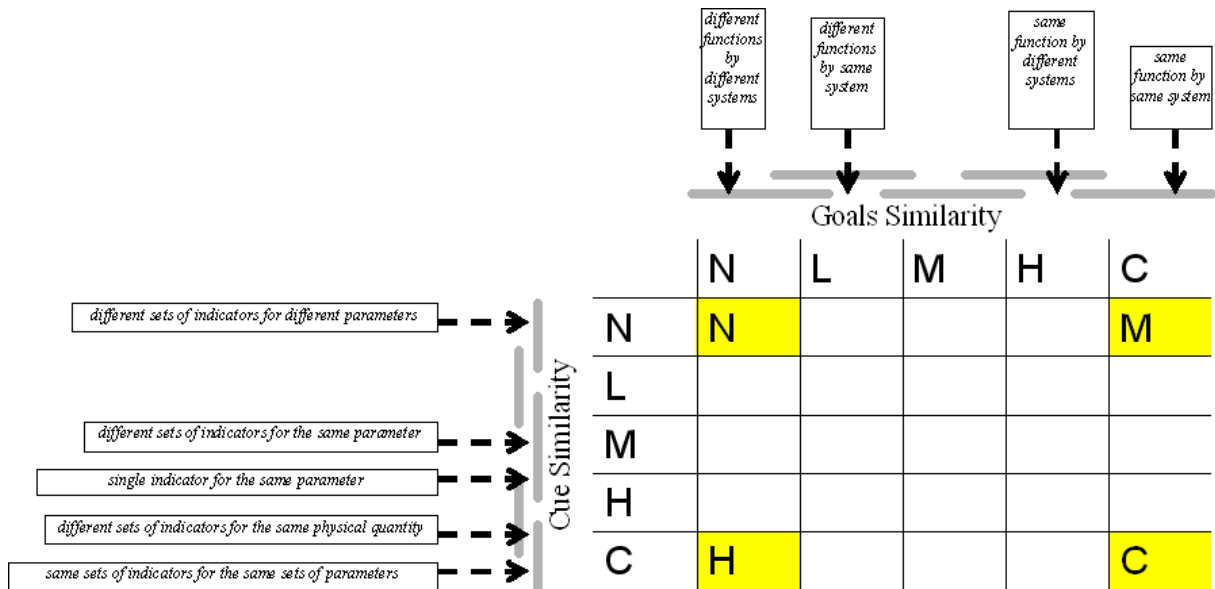 different
functions
by
different
systems
different
functions
by same
system
same
function by
different
systems
same
function by
same system
Goals Similarity
N L M H C
different sets of indicators for different parameters
N N M
L
different sets of indicators for the same parameter
M
single indicator for the same parameter
H
different sets of indicators for the same physical quantity
C H C
same sets of indicators for the same sets of parameters
Cue Similarity